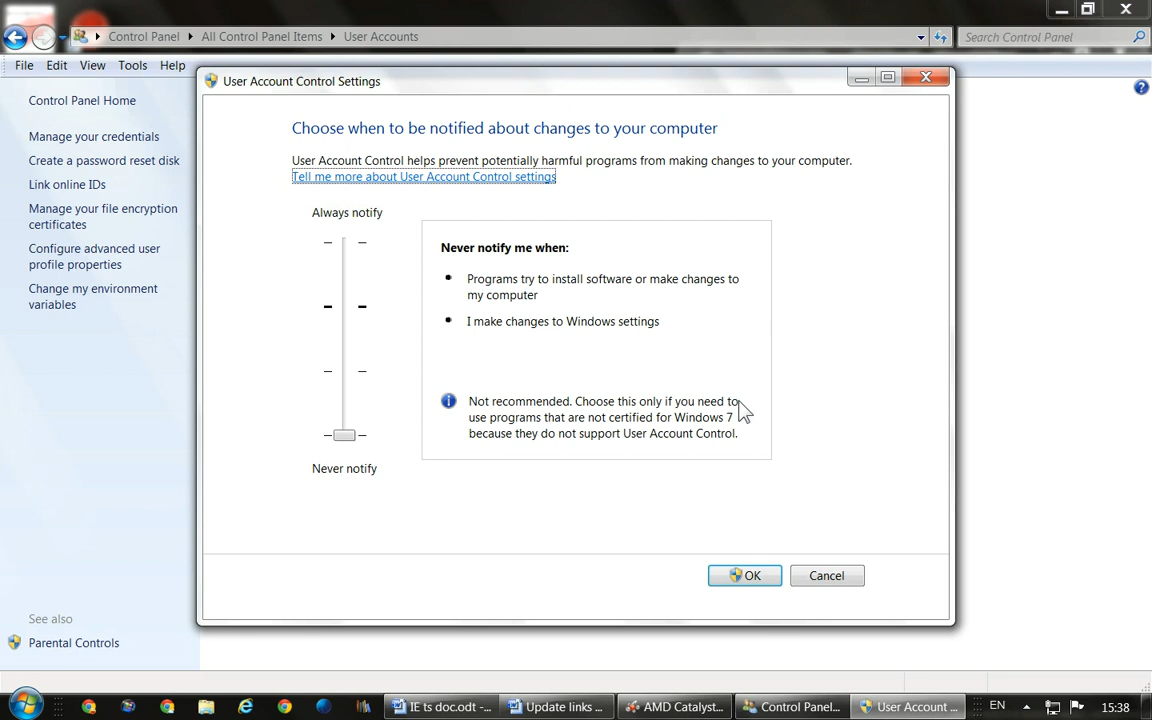 Control Panel
All Control Panel Items
User Accounts
Search Control Panel
File
Edit
View
Tools
Help
Control Panel Home
Manage your credentials
Create a password reset disk
Link online IDs
Manage your file encryption
certificates
Configure advanced user
profile properties
Change my environment
variables
See also
Parental Controls
User Account Control Settings
Choose when to be notified about changes to your computer
User Account Control helps prevent potentially harmful programs from making changes to your computer.
Tell me more about User Account Control settings
Always notify
Never notify
Never notify me when:
Programs try to install software or make changes to
my computer
I make changes to Windows settings
Not recommended. Choose this only if you need to
use programs that are not certified for Windows 7
because they do not support User Account Control.
OK
Cancel
IE ts doc.odt -...
Update links ...
AMD Catalyst...
Control Panel...
User Account ...
EN
15:38